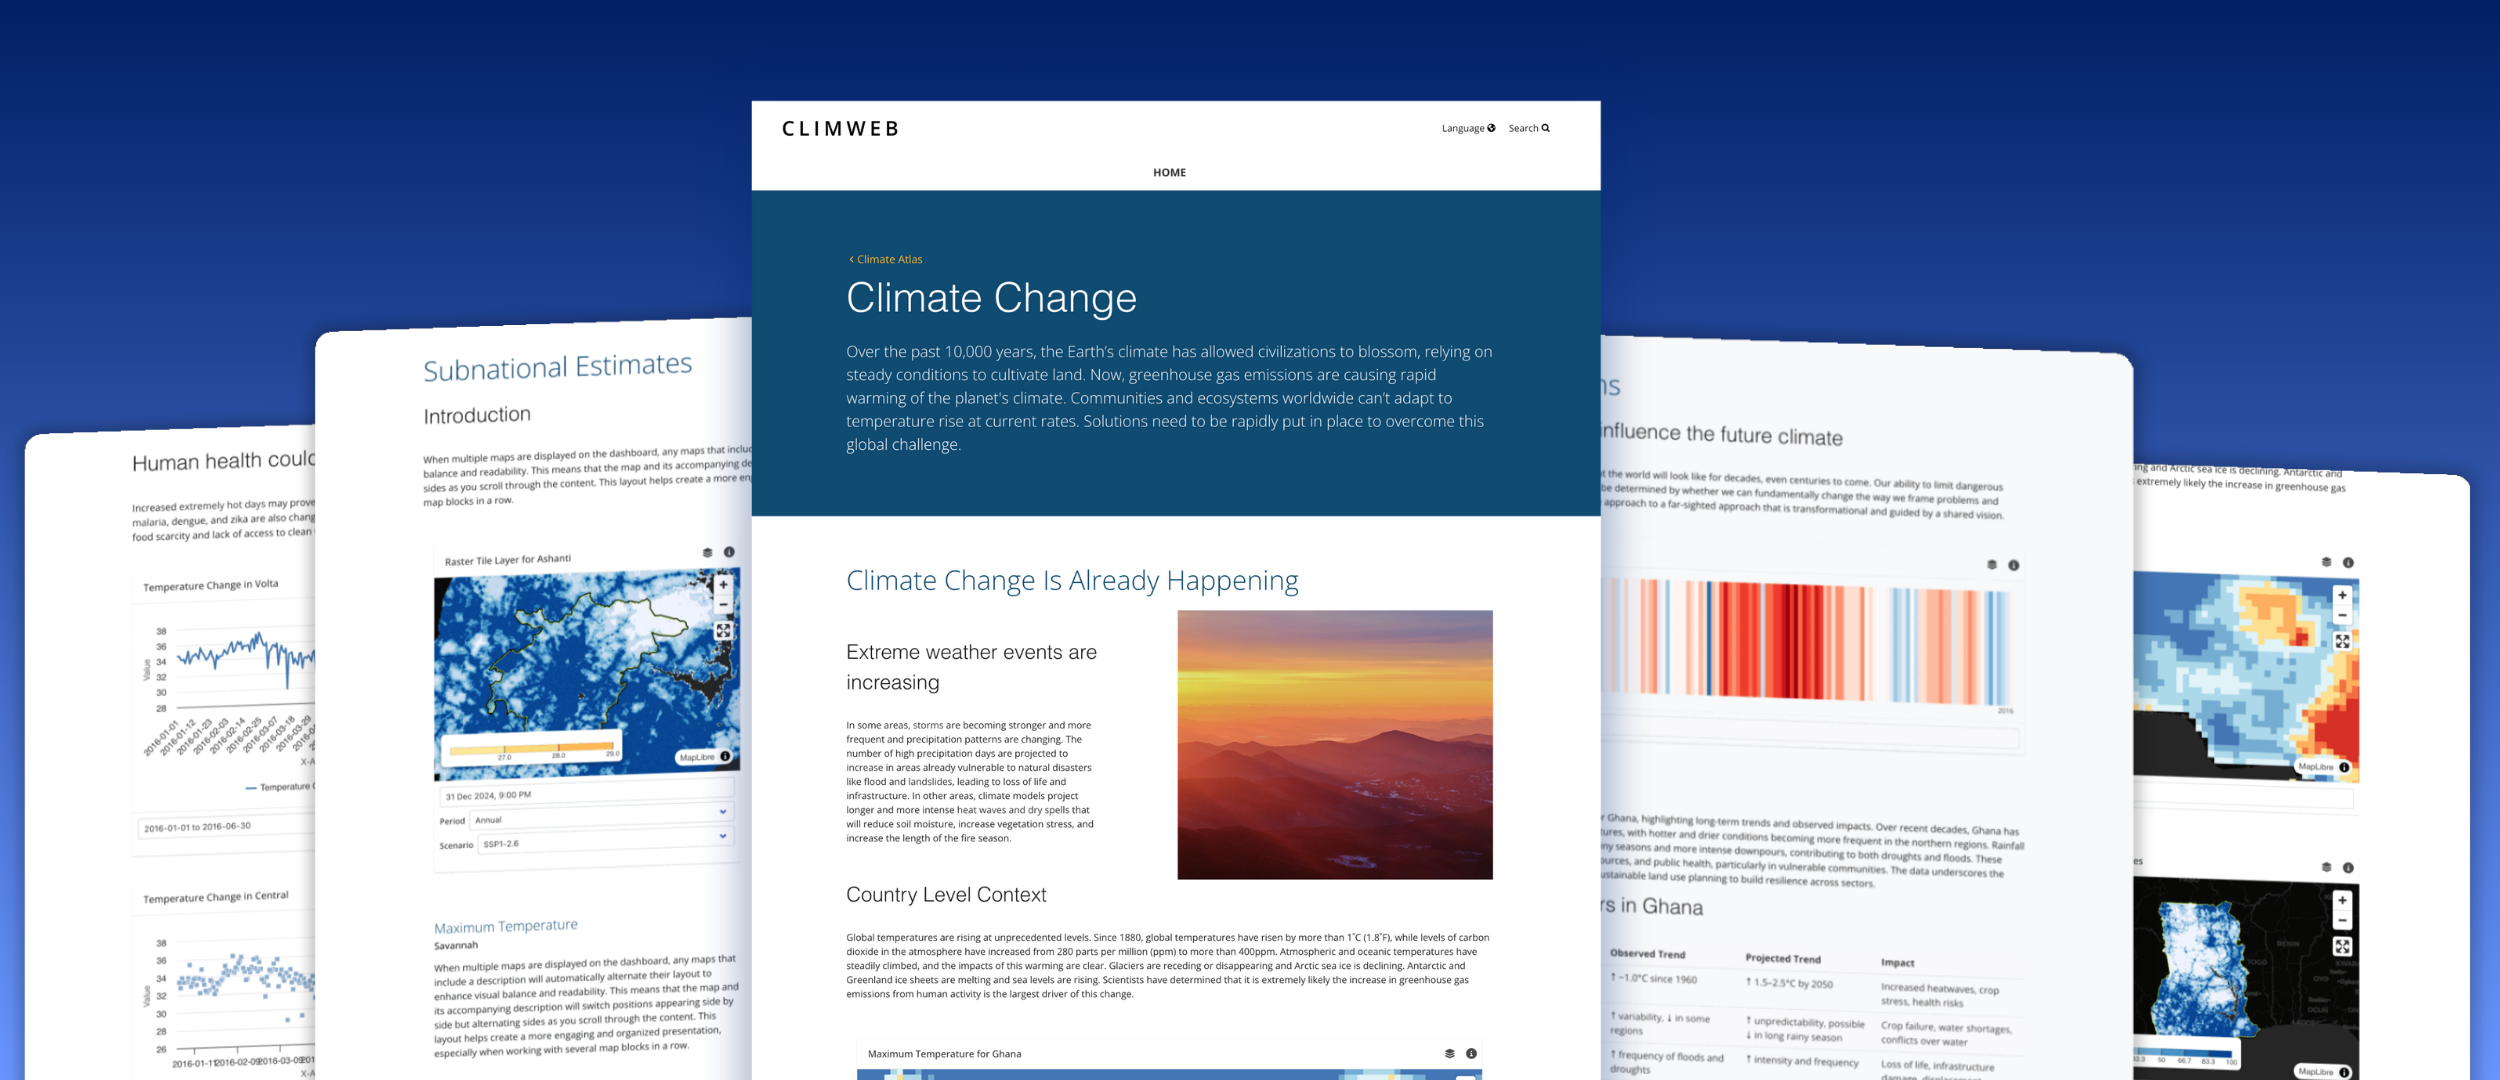 CLIMWEB
Language
Search
HOME
‹ Climate Atlas
Climate Change
Over the past 10,000 years, the Earth's climate has allowed civilizations to blossom, relying on
steady conditions to cultivate land. Now, greenhouse gas emissions are causing rapid
warming of the planet's climate. Communities and ecosystems worldwide can't adapt to
temperature rise at current rates. Solutions need to be rapidly put in place to overcome this
global challenge.
Climate Change Is Already Happening
Extreme weather events are
increasing
In some areas, storms are becoming stronger and more
frequent and precipitation patterns are changing. The
number of high precipitation days are projected to
increase in areas already vulnerable to natural disasters
like flood and landslides, leading to loss of life and
infrastructure. In other areas, climate models project
longer and more intense heat waves and dry spells that
will reduce soil moisture, increase vegetation stress, and
increase the length of the fire season.
Country Level Context
Global temperatures are rising at unprecedented levels. Since 1880, global temperatures have risen by more than 1˚C (1.8˚F), while levels of carbon
dioxide in the atmosphere have increased from 280 parts per million (ppm) to more than 400ppm. Atmospheric and oceanic temperatures have
steadily climbed, and the impacts of this warming are clear. Glaciers are receding or disappearing and Arctic sea ice is declining. Antarctic and
Greenland ice sheets are melting and sea levels are rising. Scientists have determined that it is extremely likely the increase in greenhouse gas
emissions from human activity is the largest driver of this change.
Maximum Temperature for Ghana
Human health could
Increased extremely hot days may prove
malaria, dengue, and zika are also chang
food scarcity and lack of access to clean
Temperature Change in Volta
38
36
34
32
30
28
Value
2016-01-01
2016-01-12
2016-01-23
2016-02-03
2016-02-14
2016-02-25
2016-03-07
2016-03-18
2016-03-29
X-A
Temperature
2016-01-01 to 2016-06-30
Temperature Change in Central
38
36
34
32
30
28
26
Value
2016-01-11
2016-02-09
2016-03-09
X-A
Subnational Estimates
Introduction
When multiple maps are displayed on the dashboard, any maps that includ
balance and readability. This means that the map and its accompanying de
sides as you scroll through the content. This layout helps create a more en
map blocks in a row.
Raster Tile Layer for Ashanti
27.0 28.0 29.0
MapLibre
31 Dec 2024, 9:00 PM
Period Annual
Scenario SSP1-2.6
Maximum Temperature
Savannah
When multiple maps are displayed on the dashboard, any maps that
include a description will automatically alternate their layout to
enhance visual balance and readability. This means that the map and
its accompanying description will switch positions appearing side by
side but alternating sides as you scroll through the content. This
layout helps create a more engaging and organized presentation,
especially when working with several map blocks in a row.
ns
influence the future climate
t the world will look like for decades, even centuries to come. Our ability to limit dangerous
be determined by whether we can fundamentally change the way we frame problems and
approach to a far-sighted approach that is transformational and guided by a shared vision.
2016
r Ghana, highlighting long-term trends and observed impacts. Over recent decades, Ghana has
tures, with hotter and drier conditions becoming more frequent in the northern regions. Rainfall
ny seasons and more intense downpours, contributing to both droughts and floods. These
ources, and public health, particularly in vulnerable communities. The data underscores the
ustainable land use planning to build resilience across sectors.
rs in Ghana
Observed Trend Projected Trend Impact
↑ ~1.0°C since 1960 ↑ 1.5–2.5°C by 2050 Increased heatwaves, crop
stress, health risks
↑ variability, ↓ in some
regions
↑ unpredictability, possible
↓ in long rainy season
Crop failure, water shortages,
conflicts over water
↑ frequency of floods and
droughts
↑ intensity and frequency
Loss of life, infrastructure
damage, displacement
ing and Arctic sea ice is declining. Antarctic and
extremely likely the increase in greenhouse gas
MapLibre
es
BENIN
TOGO
33.3 50 66.7 83.3 100
MapLibre